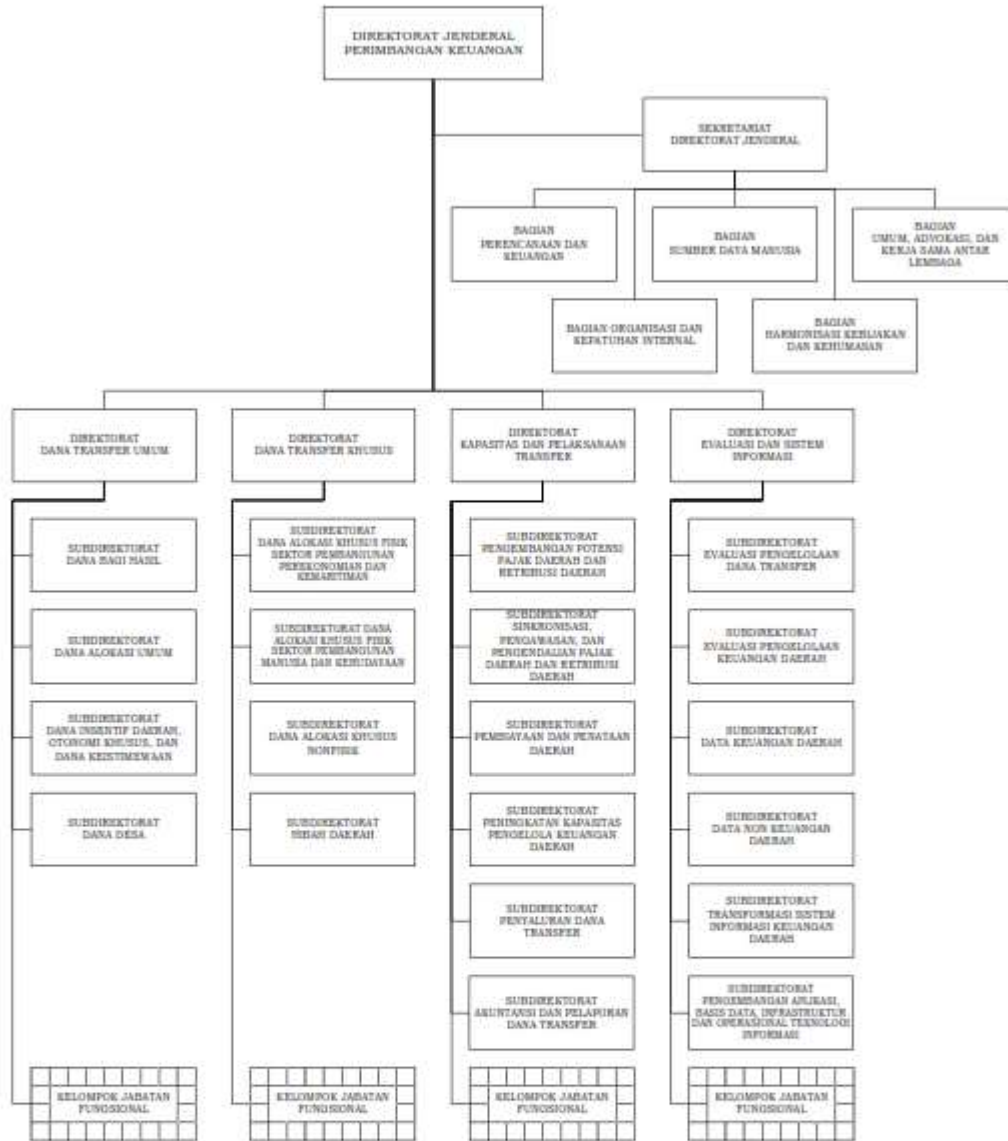 DIREKTORAT JENDERAL
PERIMBANGAN KEUANGAN
SEKRETARIAT
DIREKTORAT JENDERAL
BAGIAN
PERENCANAAN DAN
KEUANGAN
BAGIAN
SUMBER DAYA MANUSIA
BAGIAN
UMUM, ADVOKASI, DAN
KERJA SAMA ANTAR
LEMBAGA
BAGIAN ORGANISASI DAN
KEPATUHAN INTERNAL
BAGIAN
HARMONISASI KEBIJAKAN
DAN KEHUMASAN
DIREKTORAT
DANA TRANSFER UMUM
SUBDIREKTORAT
DANA BAGI HASIL
SUBDIREKTORAT
DANA ALOKASI UMUM
SUBDIREKTORAT
DANA INSENTIF DAERAH,
OTONOMI KHUSUS, DAN
DANA KEISTIMEWAAN
SUBDIREKTORAT
DANA DESA
KELOMPOK JABATAN
FUNGSIONAL
DIREKTORAT
DANA TRANSFER KHUSUS
SUBDIREKTORAT
DANA ALOKASI KHUSUS FISIK
SEKTOR PEMBANGUNAN
PEREKONOMIAN DAN
KEMARITIMAN
SUBDIREKTORAT DANA
ALOKASI KHUSUS FISIK
SEKTOR PEMBANGUNAN
MANUSIA DAN KEBUDAYAAN
SUBDIREKTORAT
DANA ALOKASI KHUSUS
NONFISIK
SUBDIREKTORAT
HIBAH DAERAH
KELOMPOK JABATAN
FUNGSIONAL
DIREKTORAT
KAPASITAS DAN PELAKSANAAN
TRANSFER
SUBDIREKTORAT
PENGEMBANGAN POTENSI
PAJAK DAERAH DAN
RETRIBUSI DAERAH
SUBDIREKTORAT
SINKRONISASI,
PENGAWASAN, DAN
PENGENDALIAN PAJAK
DAERAH DAN RETRIBUSI
DAERAH
SUBDIREKTORAT
PEMBIAYAAN DAN PENATAAN
DAERAH
SUBDIREKTORAT
PENINGKATAN KAPASITAS
PENGELOLA KEUANGAN
DAERAH
SUBDIREKTORAT
PENYALURAN DANA
TRANSFER
SUBDIREKTORAT
AKUNTANSI DAN PELAPORAN
DANA TRANSFER
KELOMPOK JABATAN
FUNGSIONAL
DIREKTORAT
EVALUASI DAN SISTEM
INFORMASI
SUBDIREKTORAT
EVALUASI PENGELOLAAN
DANA TRANSFER
SUBDIREKTORAT
EVALUASI PENGELOLAAN
KEUANGAN DAERAH
SUBDIREKTORAT
DATA KEUANGAN DAERAH
SUBDIREKTORAT
DATA NON KEUANGAN
DAERAH
SUBDIREKTORAT
TRANSFORMASI SISTEM
INFORMASI KEUANGAN
DAERAH
SUBDIREKTORAT
PENGEMBANGAN APLIKASI,
BASIS DATA, INFRASTRUKTUR
DAN OPERASIONAL TEKNOLOGI
INFORMASI
KELOMPOK JABATAN
FUNGSIONAL